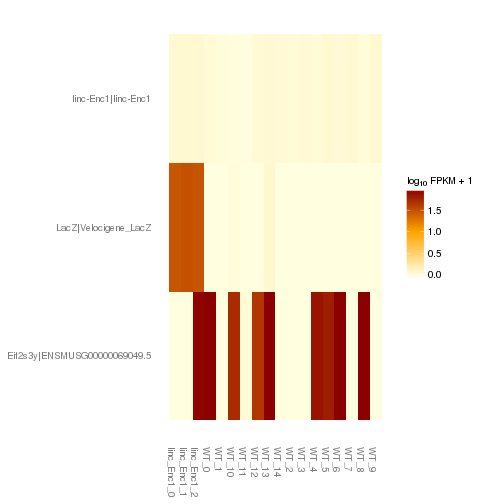 linc-Enc1|linc-Enc1
LacZ|Velocigene_LacZ
Eif2s3y|ENSMUSG00000069049.5
log10 FPKM + 1
1.5
1.0
0.5
0.0
linc_Enc1_0
linc_Enc1_1
linc_Enc1_2
WT_0
WT_1
WT_10
WT_11
WT_12
WT_13
WT_14
WT_2
WT_3
WT_4
WT_5
WT_6
WT_7
WT_8
WT_9